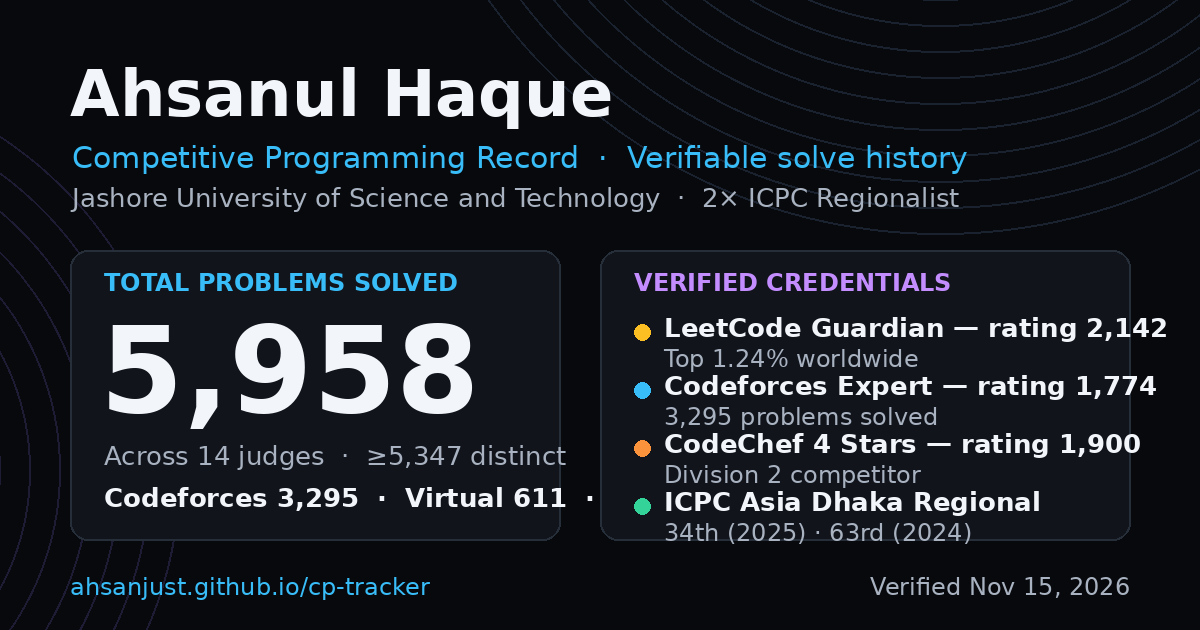 Ahsanul Haque
Competitive Programming Record · Verifiable solve history
Jashore University of Science and Technology · 2× ICPC Regionalist
TOTAL PROBLEMS SOLVED
5,958
Across 14 judges · ≥5,347 distinct
Codeforces 3,295 · Virtual 611 ·
VERIFIED CREDENTIALS
LeetCode Guardian — rating 2,142
Top 1.24% worldwide
Codeforces Expert — rating 1,774
3,295 problems solved
CodeChef 4 Stars — rating 1,900
Division 2 competitor
ICPC Asia Dhaka Regional
34th (2025) · 63rd (2024)
ahsanjust.github.io/cp-tracker
Verified Nov 15, 2026